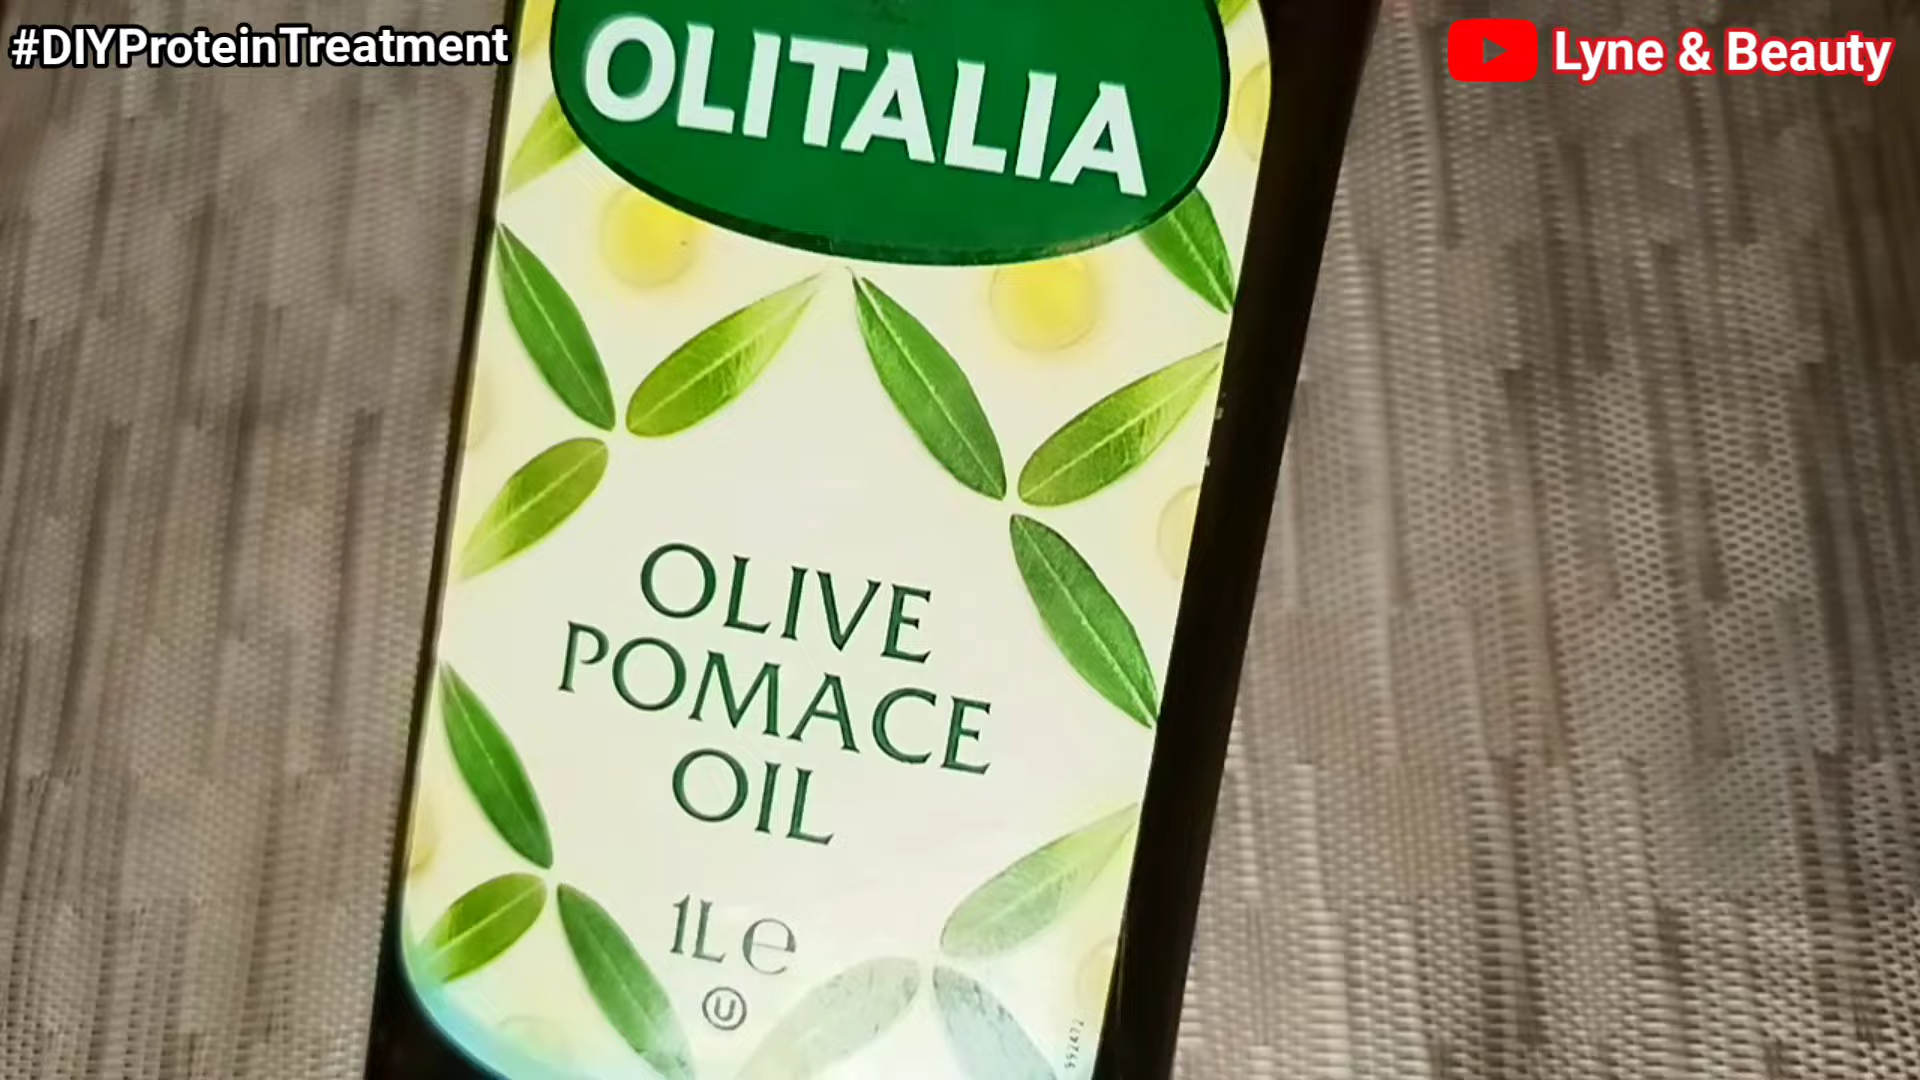 #DIYProteinTreatment
Lyne & Beauty
OLITALIA
OLIVE
POMACE
OIL
1L e
U